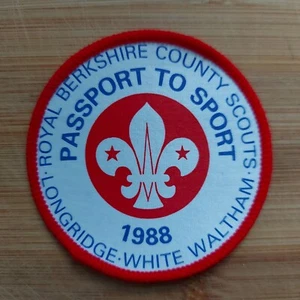 ROYAL BERKSHIRE COUNTY SCOUTS·
PASSPORT TO SPORT
1988
·LONGRIDGE·WHITE WALTHAM·